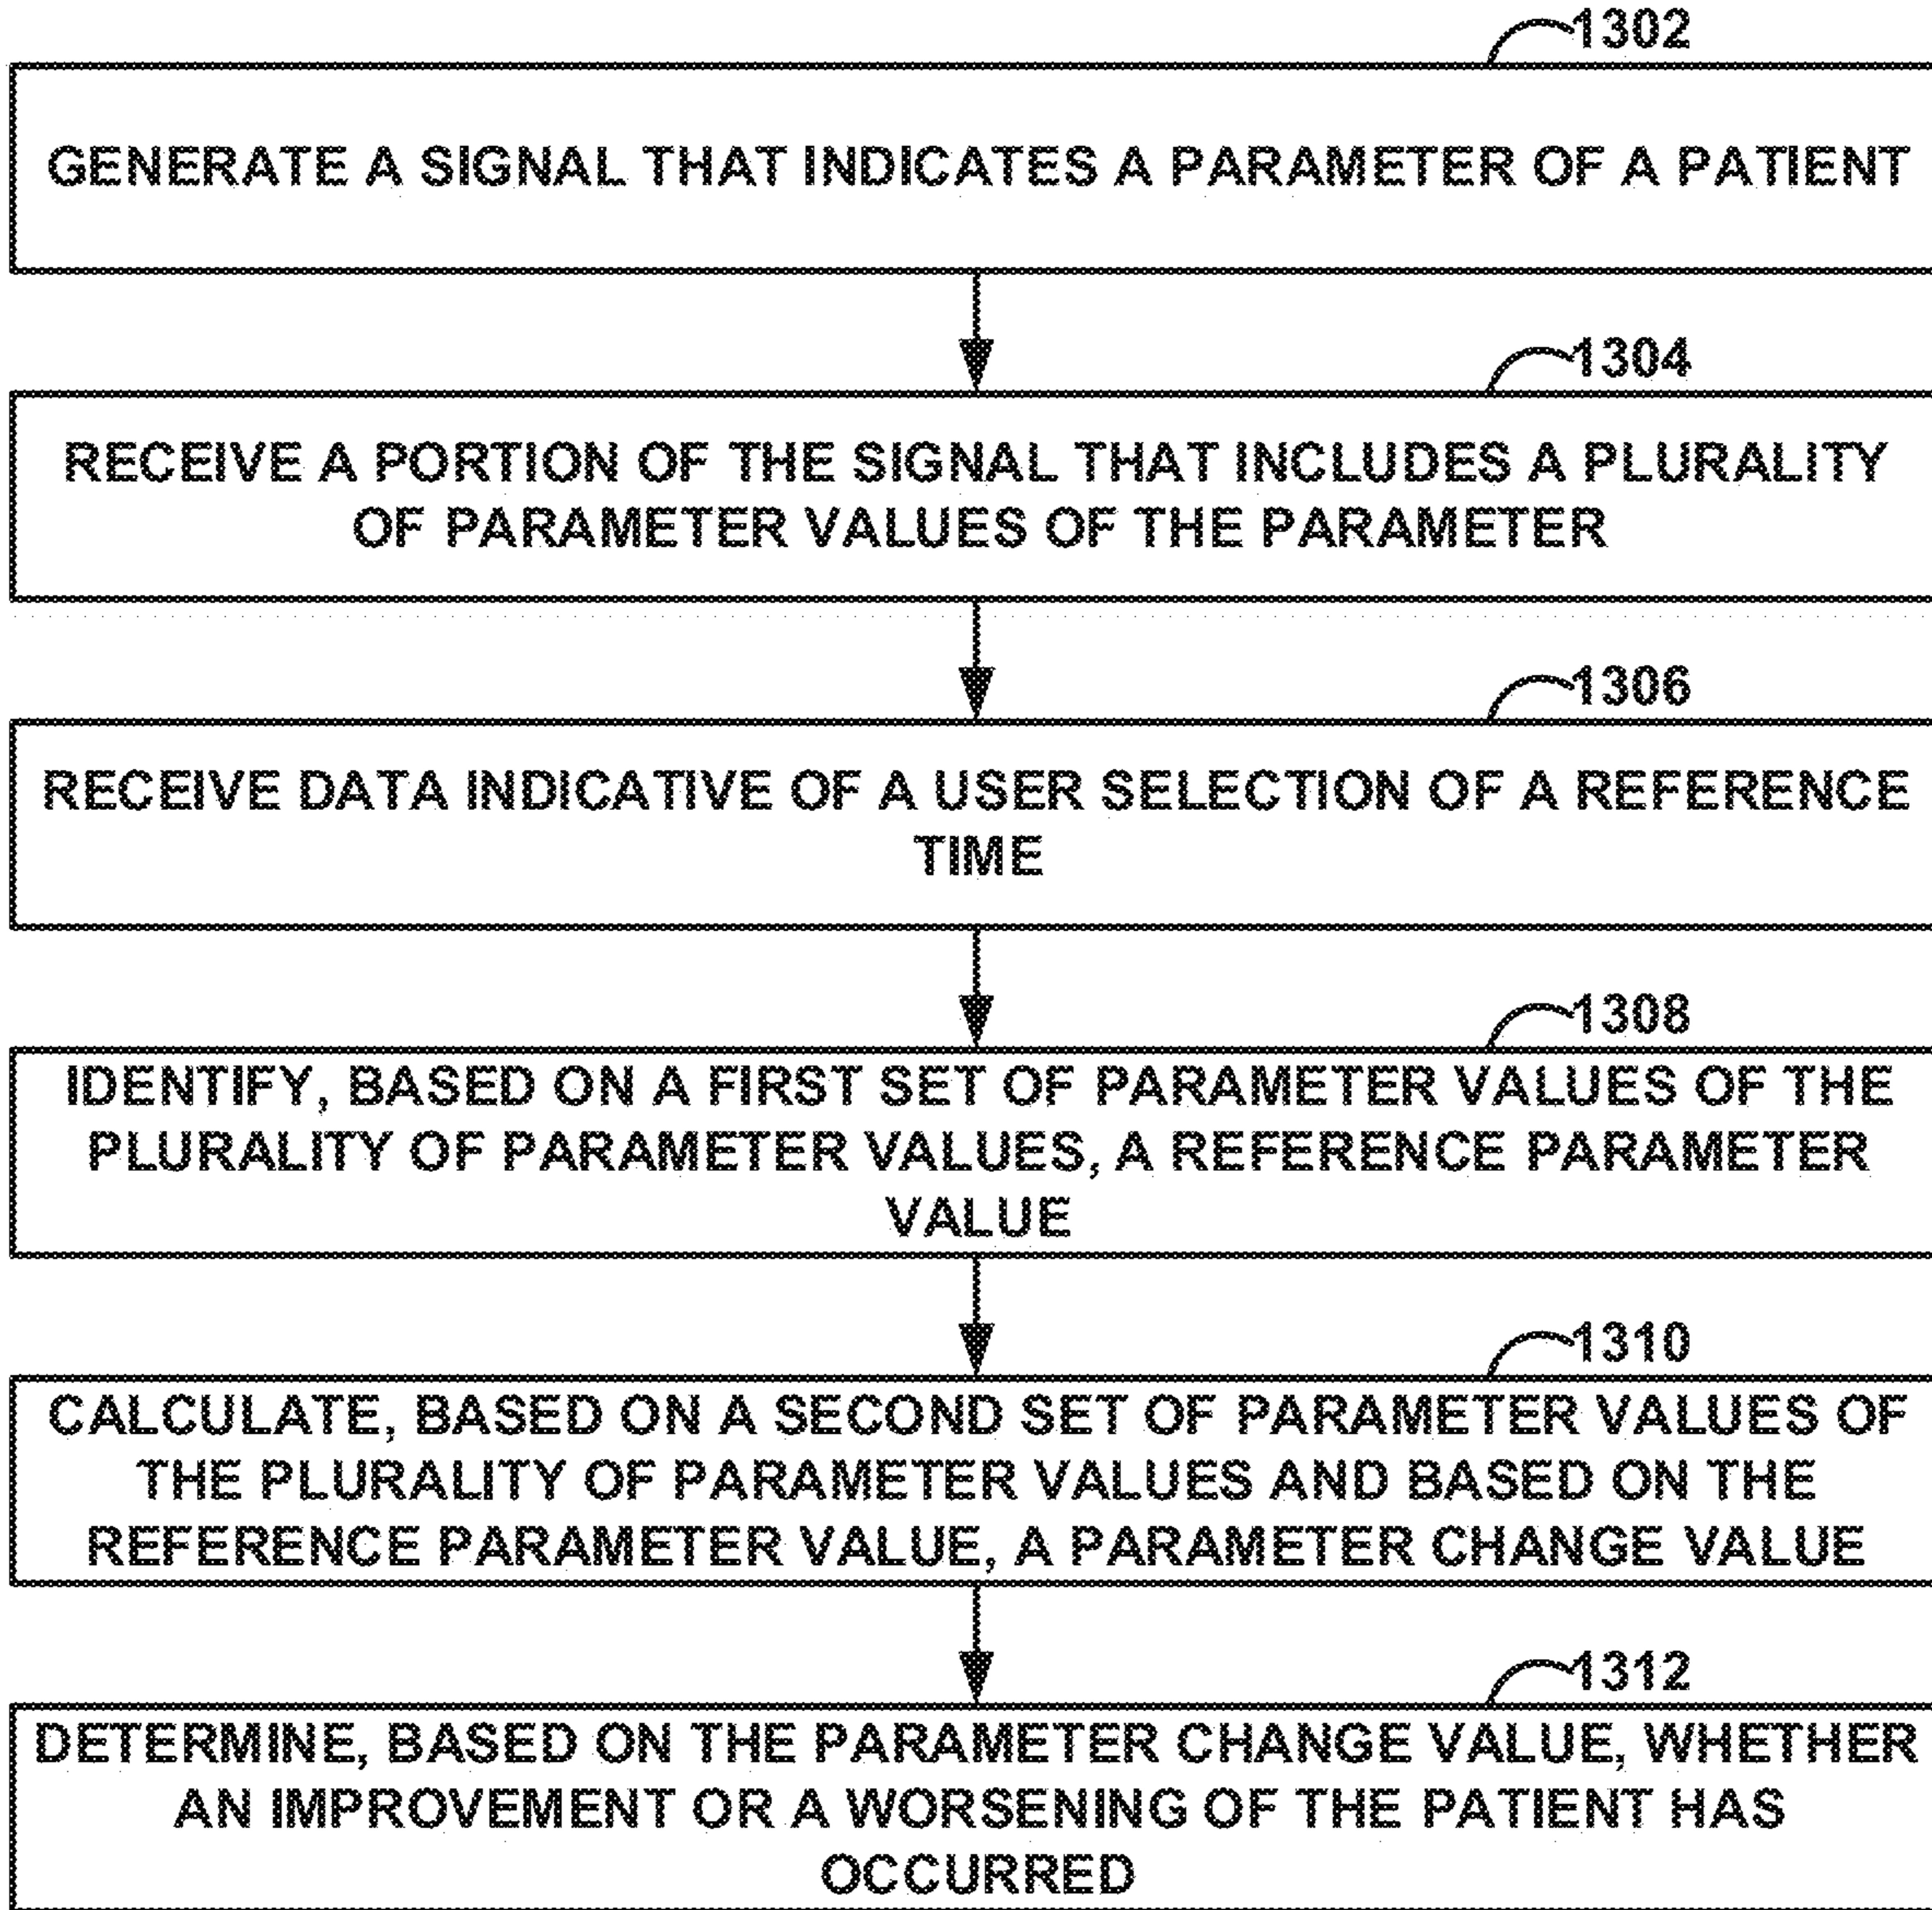 1302
GENERATE A SIGNAL THAT INDICATES A PARAMETER OF A PATIENT
1304
RECEIVE A PORTION OF THE SIGNAL THAT INCLUDES A PLURALITY
OF PARAMETER VALUES OF THE PARAMETER
1306
RECEIVE DATA INDICATIVE OF A USER SELECTION OF A REFERENCE
TIME
1308
IDENTIFY, BASED ON A FIRST SET OF PARAMETER VALUES OF THE
PLURALITY OF PARAMETER VALUES, A REFERENCE PARAMETER
VALUE
1310
CALCULATE, BASED ON A SECOND SET OF PARAMETER VALUES OF
THE PLURALITY OF PARAMETER VALUES AND BASED ON THE
REFERENCE PARAMETER VALUE, A PARAMETER CHANGE VALUE
1312
DETERMINE, BASED ON THE PARAMETER CHANGE VALUE, WHETHER
AN IMPROVEMENT OR A WORSENING OF THE PATIENT HAS
OCCURRED